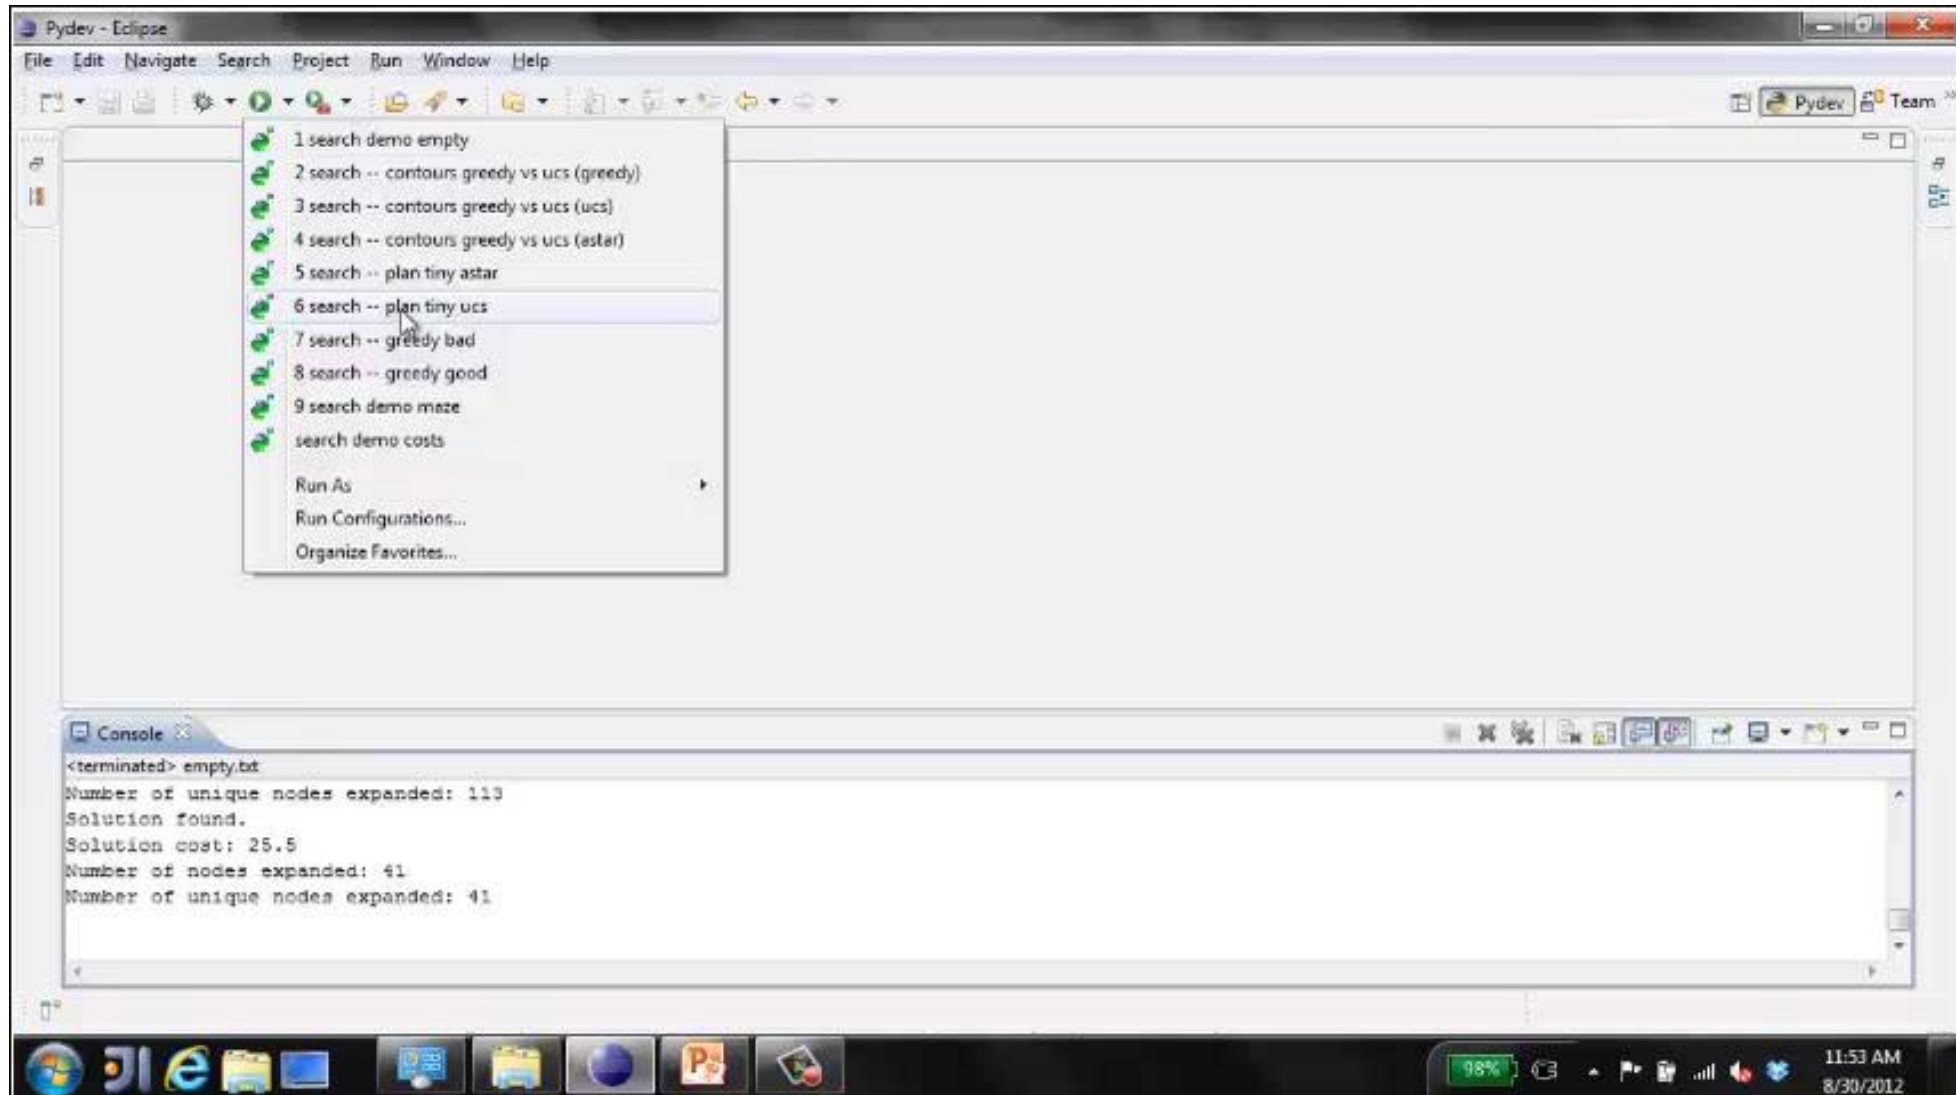 Pydev - Eclipse
File Edit Navigate Search Project Run Window Help
Pydev Team
1 search demo empty
2 search -- contours greedy vs ucs (greedy)
3 search -- contours greedy vs ucs (ucs)
4 search -- contours greedy vs ucs (astar)
5 search -- plan tiny astar
6 search -- plan tiny ucs
7 search -- greedy bad
8 search -- greedy good
9 search demo maze
search demo costs
Run As
Run Configurations...
Organize Favorites...
Console
<terminated> empty.txt
Number of unique nodes expanded: 113
Solution found.
Solution cost: 25.5
Number of nodes expanded: 41
Number of unique nodes expanded: 41
98%
11:53 AM
8/30/2012